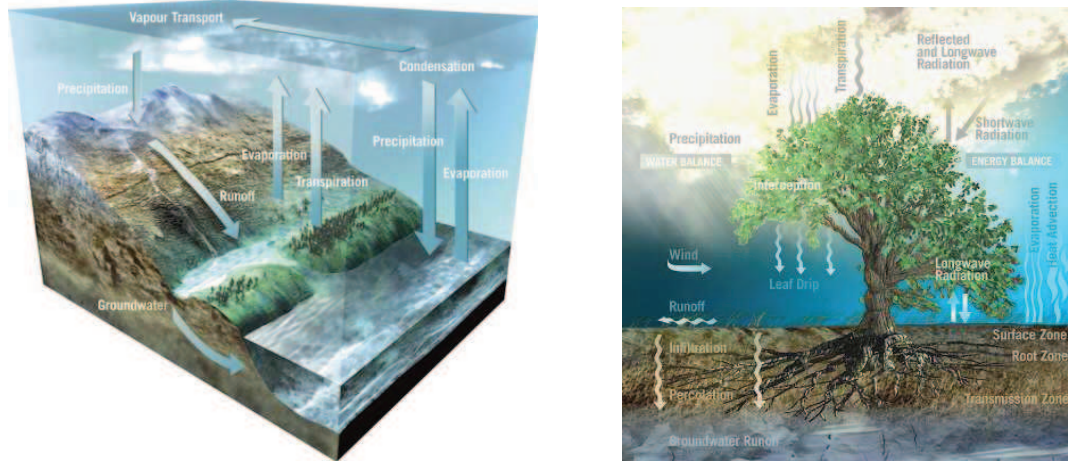 Vapour Transport
Condensation
Precipitation
Precipitation
Evaporation
Evaporation
Transpiration
Runoff
Groundwater
Evaporation
Transpiration
Reflected
and Longwave
Radiation
Shortwave
Radiation
Precipitation
WATER BALANCE
ENERGY BALANCE
Interception
Evaporation
Heat Advection
Wind
Leaf Drip
Longwave
Radiation
Runoff
Surface Zone
Infiltration
Root Zone
Percolation
Transmission Zone
Groundwater Runoff